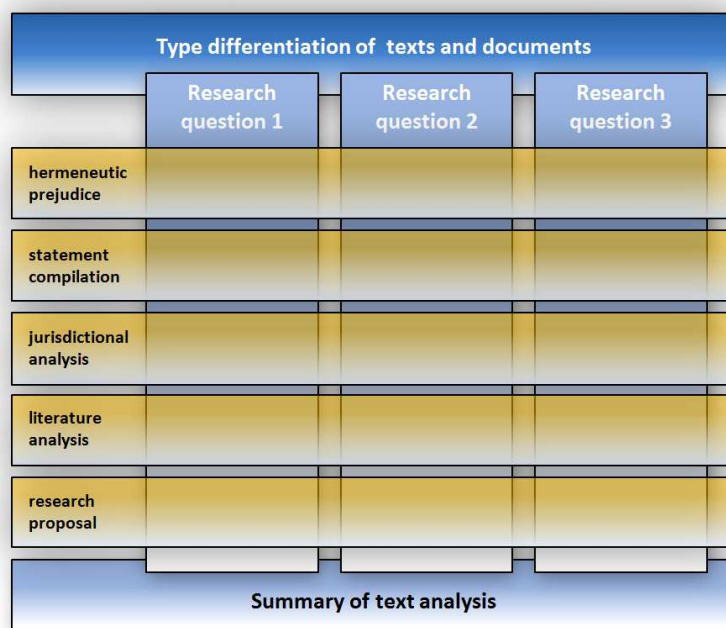 Type differentiation of texts and documents
Research
question 1
Research
question 2
Research
question 3
hermeneutic
prejudice
statement
compilation
jurisdictional
analysis
literature
analysis
research
proposal
Summary of text analysis